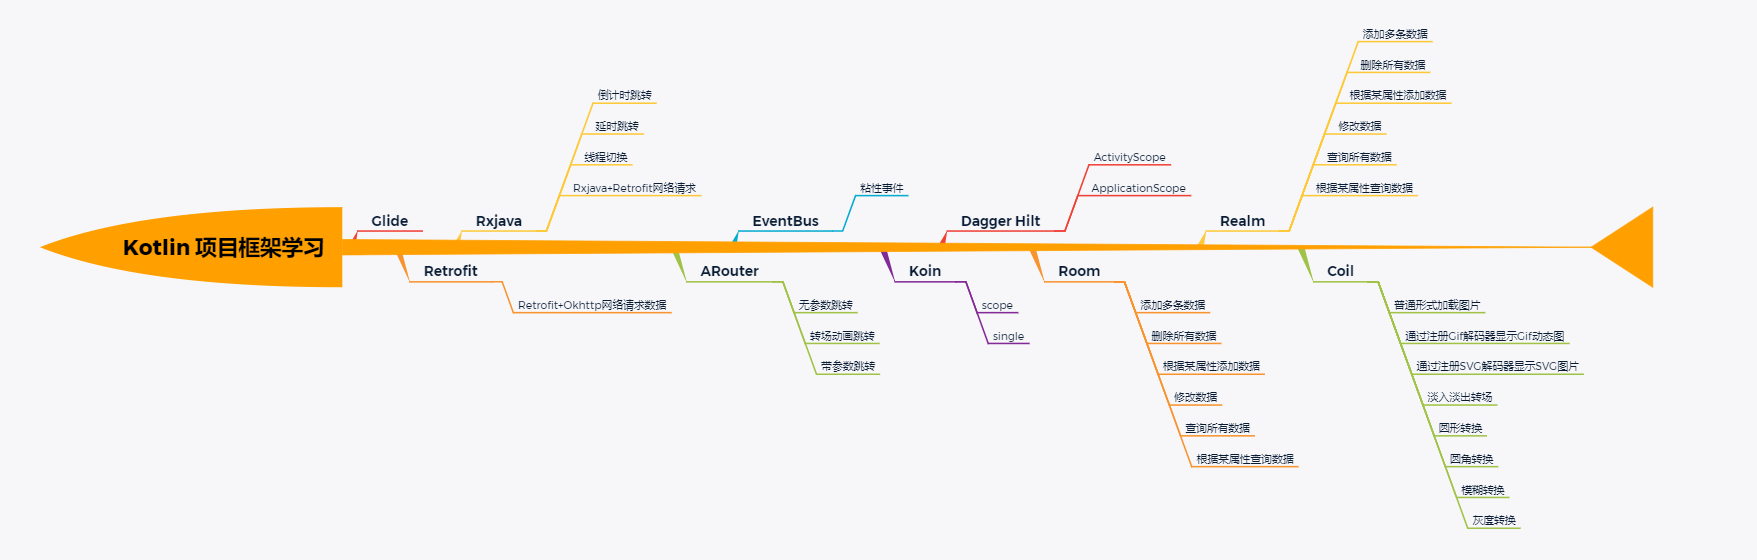 Kotlin 项目框架学习
Glide
Rxjava
倒计时跳转
延时跳转
线程切换
Rxjava+Retrofit网络请求
EventBus
粘性事件
Dagger Hilt
ActivityScope
ApplicationScope
Realm
添加多条数据
删除所有数据
根据某属性添加数据
修改数据
查询所有数据
根据某属性查询数据
Retrofit
Retrofit+Okhttp网络请求数据
ARouter
无参数跳转
转场动画跳转
带参数跳转
Koin
scope
single
Room
添加多条数据
删除所有数据
根据某属性添加数据
修改数据
查询所有数据
根据某属性查询数据
Coil
普通形式加载图片
通过注册Gif解码器显示Gif动态图
通过注册SVG解码器显示SVG图片
淡入淡出转场
圆形转换
圆角转换
模糊转换
灰度转换